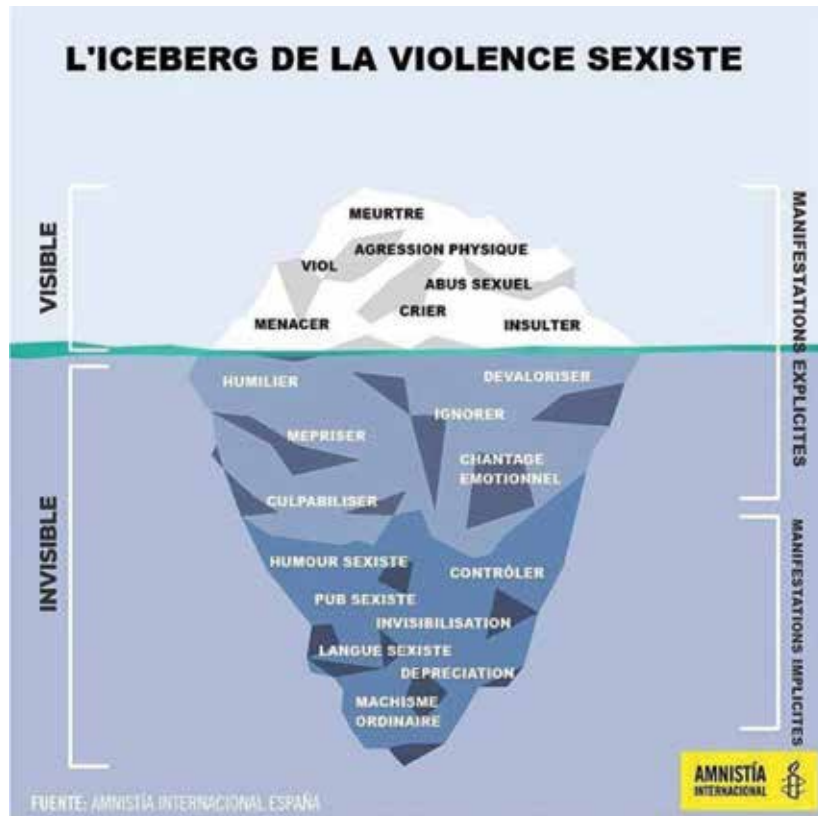 L'ICEBERG DE LA VIOLENCE SEXISTE
VISIBLE
MANIFESTATIONS EXPLICITES
MEURTRE
AGRESSION PHYSIQUE
VIOL
ABUS SEXUEL
CRIER
MENACER
INSULTER
INVISIBLE
HUMILIER
DEVALORISER
IGNORER
MEPRISER
CHANTAGE
EMOTIONNEL
CULPABILISER
MANIFESTATIONS IMPLICITES
HUMOUR SEXISTE
CONTRÔLER
PUB SEXISTE
INVISIBILISATION
LANGUE SEXISTE
DEPRECIATION
MACHISME
ORDINAIRE
AMNISTÍA
INTERNACIONAL
FUENTE: AMNISTÍA INTERNACIONAL ESPAÑA